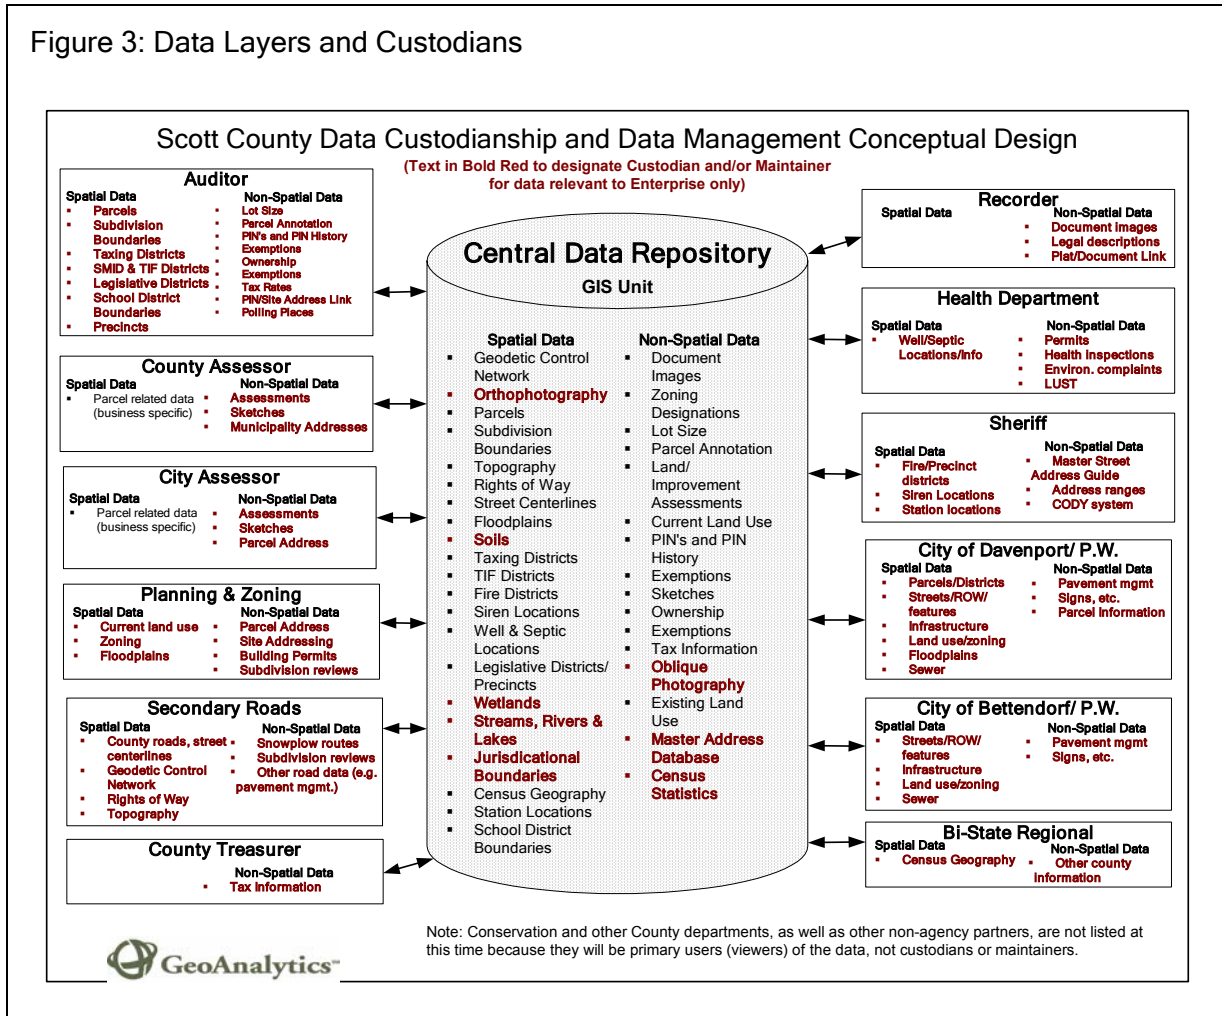 Figure 3: Data Layers and Custodians
Scott County Data Custodianship and Data Management Conceptual Design
(Text in Bold Red to designate Custodian and/or Maintainer
for data relevant to Enterprise only)
Auditor
Spatial Data
▪ Parcels
▪ Subdivision
Boundaries
▪ Taxing Districts
▪ SMID & TIF Districts
▪ Legislative Districts
▪ School District
Boundaries
▪ Precincts
Non-Spatial Data
▪ Lot Size
▪ Parcel Annotation
▪ PIN's and PIN History
▪ Exemptions
▪ Ownership
▪ Exemptions
▪ Tax Rates
▪ PIN/Site Address Link
▪ Polling Places
County Assessor
Spatial Data
▪ Parcel related data
(business specific)
Non-Spatial Data
▪ Assessments
▪ Sketches
▪ Municipality Addresses
City Assessor
Spatial Data
▪ Parcel related data
(business specific)
Non-Spatial Data
▪ Assessments
▪ Sketches
▪ Parcel Address
Planning & Zoning
Spatial Data
▪ Current land use
▪ Zoning
▪ Floodplains
Non-Spatial Data
▪ Parcel Address
▪ Site Addressing
▪ Building Permits
▪ Subdivision reviews
Secondary Roads
Spatial Data
▪ County roads, street
centerlines
▪ Geodetic Control
Network
▪ Rights of Way
▪ Topography
Non-Spatial Data
▪ Snowplow routes
▪ Subdivision reviews
▪ Other road data (e.g.
pavement mgmt.)
County Treasurer
Non-Spatial Data
▪ Tax Information
Central Data Repository
GIS Unit
Spatial Data
▪ Geodetic Control
Network
▪ Orthophotography
▪ Parcels
▪ Subdivision
Boundaries
▪ Topography
▪ Rights of Way
▪ Street Centerlines
▪ Floodplains
▪ Soils
▪ Taxing Districts
▪ TIF Districts
▪ Fire Districts
▪ Siren Locations
▪ Well & Septic
Locations
▪ Legislative Districts/
Precincts
▪ Wetlands
▪ Streams, Rivers &
Lakes
▪ Jurisdicational
Boundaries
▪ Census Geography
▪ Station Locations
▪ School District
Boundaries
Non-Spatial Data
▪ Document
Images
▪ Zoning
Designations
▪ Lot Size
▪ Parcel Annotation
▪ Land/
Improvement
Assessments
▪ Current Land Use
▪ PIN's and PIN
History
▪ Exemptions
▪ Sketches
▪ Ownership
▪ Exemptions
▪ Tax Information
▪ Oblique
Photography
▪ Existing Land
Use
▪ Master Address
Database
▪ Census
Statistics
Recorder
Spatial Data
Non-Spatial Data
▪ Document images
▪ Legal descriptions
▪ Plat/Document Link
Health Department
Spatial Data
▪ Well/Septic
Locations/Info
Non-Spatial Data
▪ Permits
▪ Health inspections
▪ Environ. complaints
▪ LUST
Sheriff
Spatial Data
▪ Fire/Precinct
districts
▪ Siren Locations
▪ Station locations
Non-Spatial Data
▪ Master Street
Address Guide
▪ Address ranges
▪ CODY system
City of Davenport/ P.W.
Spatial Data
▪ Parcels/Districts
▪ Streets/ROW/
features
▪ Infrastructure
▪ Land use/zoning
▪ Floodplains
▪ Sewer
Non-Spatial Data
▪ Pavement mgmt
▪ Signs, etc.
▪ Parcel Information
City of Bettendorf/ P.W.
Spatial Data
▪ Streets/ROW/
features
▪ Infrastructure
▪ Land use/zoning
▪ Sewer
Non-Spatial Data
▪ Pavement mgmt
▪ Signs, etc.
Bi-State Regional
Spatial Data
▪ Census Geography
Non-Spatial Data
▪ Other county
information
Note: Conservation and other County departments, as well as other non-agency partners, are not listed at
this time because they will be primary users (viewers) of the data, not custodians or maintainers.
GeoAnalytics℠